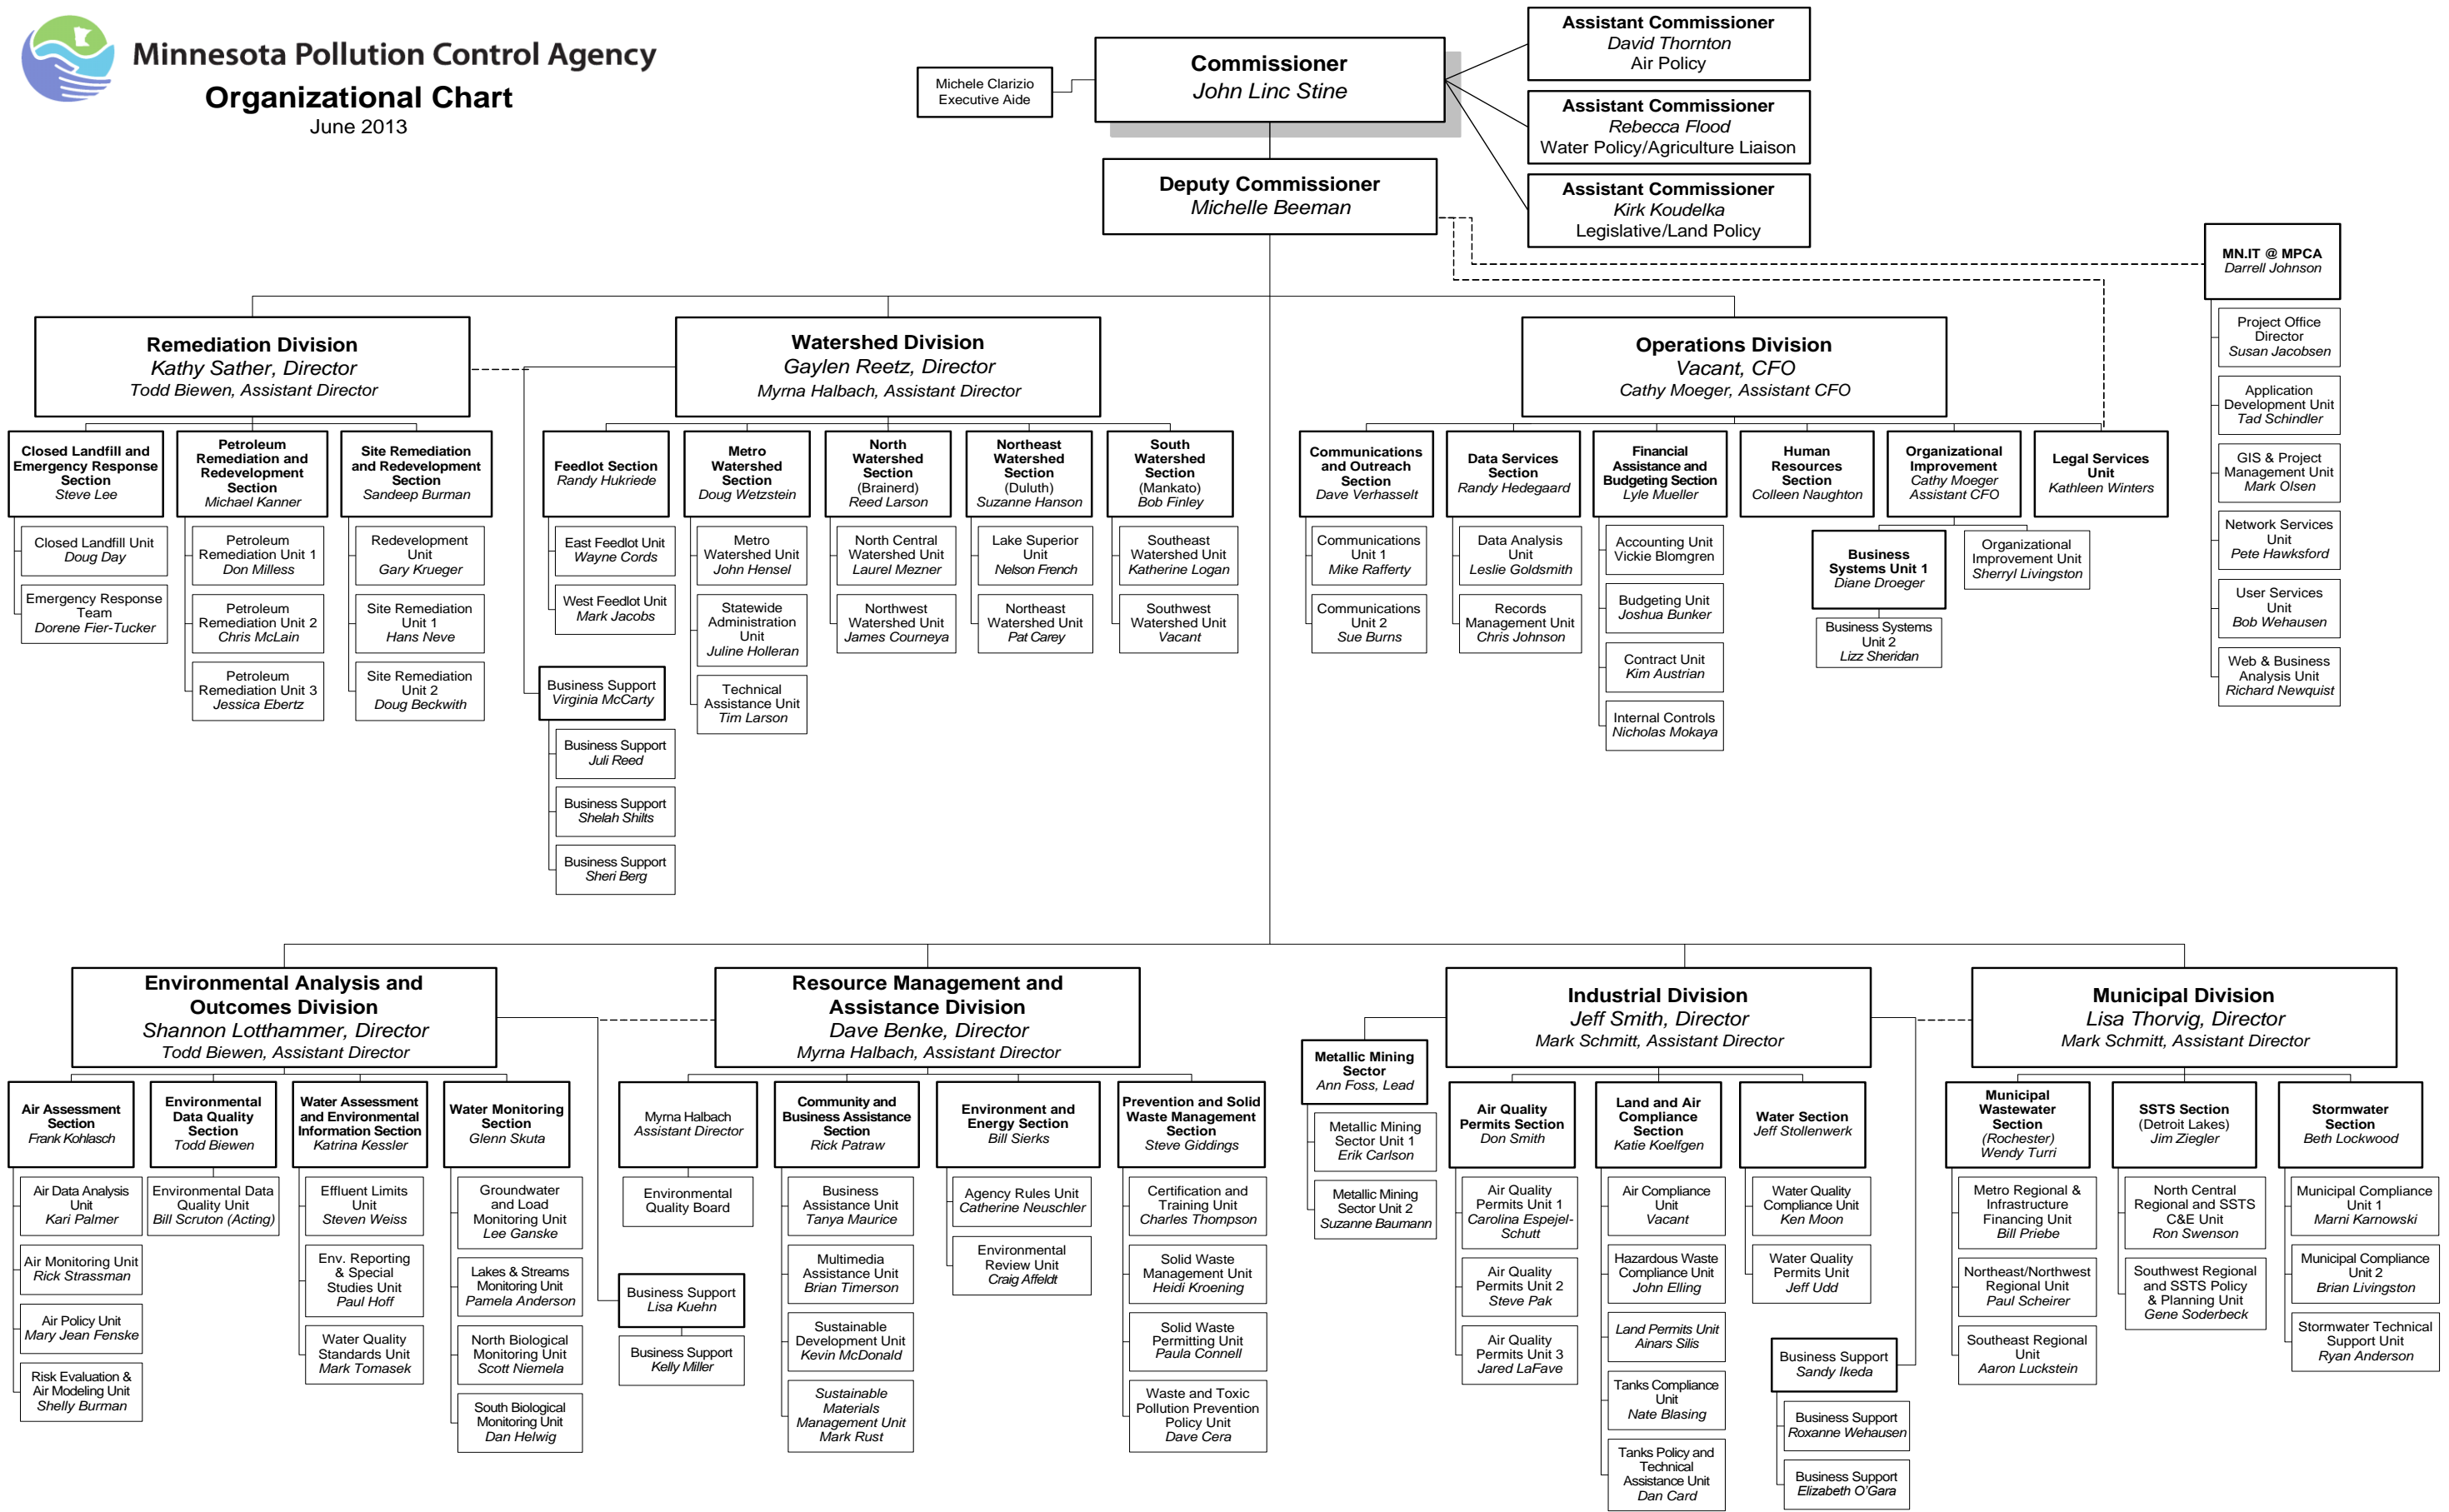 Minnesota Pollution Control Agency
Organizational Chart
June 2013
Michele Clarizio
Executive Aide
Commissioner
John Linc Stine
Assistant Commissioner
David Thornton
Air Policy
Assistant Commissioner
Rebecca Flood
Water Policy/Agriculture Liaison
Assistant Commissioner
Kirk Koudelka
Legislative/Land Policy
Deputy Commissioner
Michelle Beeman
MN.IT @ MPCA
Darrell Johnson
Project Office
Director
Susan Jacobsen
Application
Development Unit
Tad Schindler
GIS & Project
Management Unit
Mark Olsen
Network Services
Unit
Pete Hawksford
User Services
Unit
Bob Wehausen
Web & Business
Analysis Unit
Richard Newquist
Remediation Division
Kathy Sather, Director
Todd Biewen, Assistant Director
Closed Landfill and
Emergency Response
Section
Steve Lee
Closed Landfill Unit
Doug Day
Emergency Response
Team
Dorene Fier-Tucker
Petroleum
Remediation and
Redevelopment
Section
Michael Kanner
Petroleum
Remediation Unit 1
Don Milless
Petroleum
Remediation Unit 2
Chris McLain
Petroleum
Remediation Unit 3
Jessica Ebertz
Site Remediation
and Redevelopment
Section
Sandeep Burman
Redevelopment
Unit
Gary Krueger
Site Remediation
Unit 1
Hans Neve
Site Remediation
Unit 2
Doug Beckwith
Watershed Division
Gaylen Reetz, Director
Myrna Halbach, Assistant Director
Feedlot Section
Randy Hukriede
East Feedlot Unit
Wayne Cords
West Feedlot Unit
Mark Jacobs
Business Support
Virginia McCarty
Business Support
Juli Reed
Business Support
Shelah Shilts
Business Support
Sheri Berg
Metro
Watershed
Section
Doug Wetzstein
Metro
Watershed Unit
John Hensel
Statewide
Administration
Unit
Juline Holleran
Technical
Assistance Unit
Tim Larson
North
Watershed
Section
(Brainerd)
Reed Larson
North Central
Watershed Unit
Laurel Mezner
Northwest
Watershed Unit
James Courneya
Northeast
Watershed
Section
(Duluth)
Suzanne Hanson
Lake Superior
Unit
Nelson French
Northeast
Watershed Unit
Pat Carey
South
Watershed
Section
(Mankato)
Bob Finley
Southeast
Watershed Unit
Katherine Logan
Southwest
Watershed Unit
Vacant
Operations Division
Vacant, CFO
Cathy Moeger, Assistant CFO
Communications
and Outreach
Section
Dave Verhasselt
Communications
Unit 1
Mike Rafferty
Communications
Unit 2
Sue Burns
Data Services
Section
Randy Hedegaard
Data Analysis
Unit
Leslie Goldsmith
Records
Management Unit
Chris Johnson
Financial
Assistance and
Budgeting Section
Lyle Mueller
Accounting Unit
Vickie Blomgren
Budgeting Unit
Joshua Bunker
Contract Unit
Kim Austrian
Internal Controls
Nicholas Mokaya
Human
Resources
Section
Colleen Naughton
Organizational
Improvement
Cathy Moeger
Assistant CFO
Business
Systems Unit 1
Diane Droeger
Business Systems
Unit 2
Lizz Sheridan
Organizational
Improvement Unit
Sherryl Livingston
Legal Services
Unit
Kathleen Winters
Environmental Analysis and
Outcomes Division
Shannon Lotthammer, Director
Todd Biewen, Assistant Director
Air Assessment
Section
Frank Kohlasch
Air Data Analysis
Unit
Kari Palmer
Air Monitoring Unit
Rick Strassman
Air Policy Unit
Mary Jean Fenske
Risk Evaluation &
Air Modeling Unit
Shelly Burman
Environmental
Data Quality
Section
Todd Biewen
Environmental Data
Quality Unit
Bill Scruton (Acting)
Water Assessment
and Environmental
Information Section
Katrina Kessler
Effluent Limits
Unit
Steven Weiss
Env. Reporting
& Special
Studies Unit
Paul Hoff
Water Quality
Standards Unit
Mark Tomasek
Water Monitoring
Section
Glenn Skuta
Groundwater
and Load
Monitoring Unit
Lee Ganske
Lakes & Streams
Monitoring Unit
Pamela Anderson
North Biological
Monitoring Unit
Scott Niemela
South Biological
Monitoring Unit
Dan Helwig
Resource Management and
Assistance Division
Dave Benke, Director
Myrna Halbach, Assistant Director
Myrna Halbach
Assistant Director
Environmental
Quality Board
Business Support
Lisa Kuehn
Business Support
Kelly Miller
Community and
Business Assistance
Section
Rick Patraw
Business
Assistance Unit
Tanya Maurice
Multimedia
Assistance Unit
Brian Timerson
Sustainable
Development Unit
Kevin McDonald
Sustainable
Materials
Management Unit
Mark Rust
Environment and
Energy Section
Bill Sierks
Agency Rules Unit
Catherine Neuschler
Environmental
Review Unit
Craig Affeldt
Prevention and Solid
Waste Management
Section
Steve Giddings
Certification and
Training Unit
Charles Thompson
Solid Waste
Management Unit
Heidi Kroening
Solid Waste
Permitting Unit
Paula Connell
Waste and Toxic
Pollution Prevention
Policy Unit
Dave Cera
Industrial Division
Jeff Smith, Director
Mark Schmitt, Assistant Director
Metallic Mining
Sector
Ann Foss, Lead
Metallic Mining
Sector Unit 1
Erik Carlson
Metallic Mining
Sector Unit 2
Suzanne Baumann
Air Quality
Permits Section
Don Smith
Air Quality
Permits Unit 1
Carolina Espejel-
Schutt
Air Quality
Permits Unit 2
Steve Pak
Air Quality
Permits Unit 3
Jared LaFave
Land and Air
Compliance
Section
Katie Koelfgen
Air Compliance
Unit
Vacant
Hazardous Waste
Compliance Unit
John Elling
Land Permits Unit
Ainars Silis
Tanks Compliance
Unit
Nate Blasing
Tanks Policy and
Technical
Assistance Unit
Dan Card
Water Section
Jeff Stollenwerk
Water Quality
Compliance Unit
Ken Moon
Water Quality
Permits Unit
Jeff Udd
Business Support
Sandy Ikeda
Business Support
Roxanne Wehausen
Business Support
Elizabeth O'Gara
Municipal Division
Lisa Thorvig, Director
Mark Schmitt, Assistant Director
Municipal
Wastewater
Section
(Rochester)
Wendy Turri
Metro Regional &
Infrastructure
Financing Unit
Bill Priebe
Northeast/Northwest
Regional Unit
Paul Scheirer
Southeast Regional
Unit
Aaron Luckstein
SSTS Section
(Detroit Lakes)
Jim Ziegler
North Central
Regional and SSTS
C&E Unit
Ron Swenson
Southwest Regional
and SSTS Policy
& Planning Unit
Gene Soderbeck
Stormwater
Section
Beth Lockwood
Municipal Compliance
Unit 1
Marni Karnowski
Municipal Compliance
Unit 2
Brian Livingston
Stormwater Technical
Support Unit
Ryan Anderson